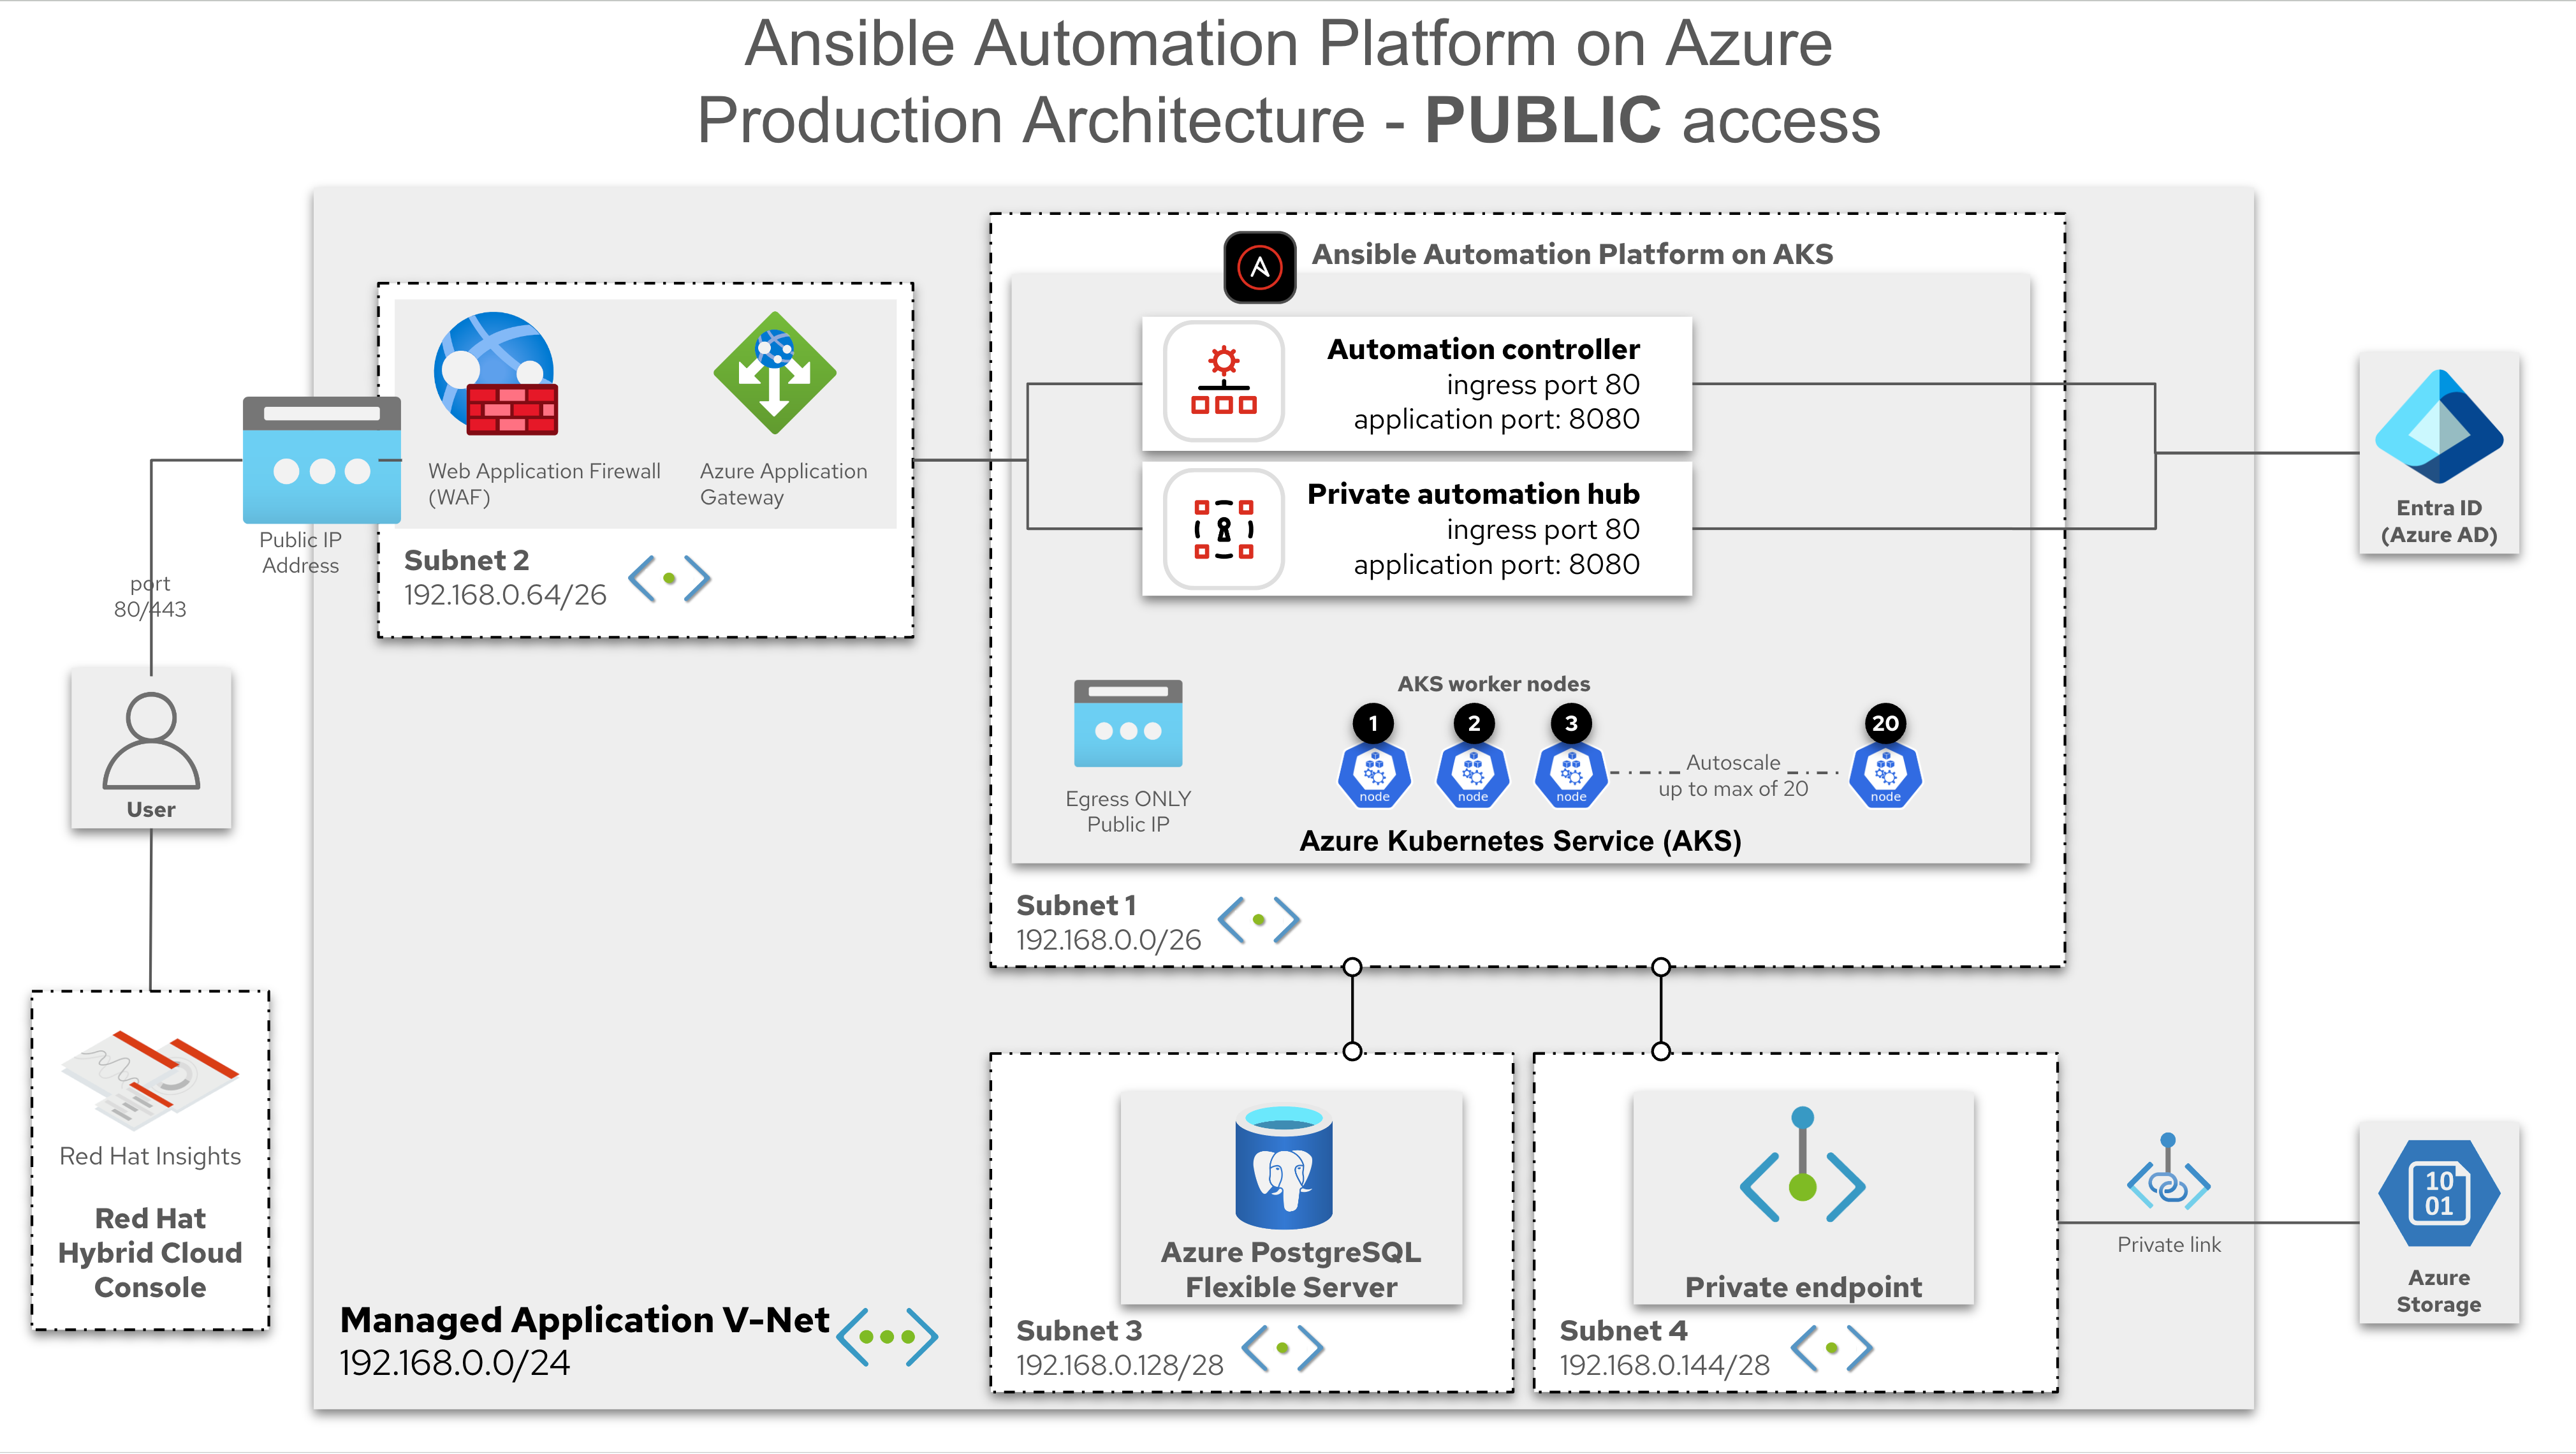 Ansible Automation Platform on Azure
Production Architecture - PUBLIC access
Ansible Automation Platform on AKS
Automation controller
ingress port 80
application port: 8080
Private automation hub
ingress port 80
application port: 8080
Web Application Firewall
(WAF)
Azure Application
Gateway
Public IP
Address
Subnet 2
192.168.0.64/26
port
80/443
User
Entra ID
(Azure AD)
AKS worker nodes
1
2
3
20
node
node
node
node
Autoscale
up to max of 20
Egress ONLY
Public IP
Azure Kubernetes Service (AKS)
Subnet 1
192.168.0.0/26
Red Hat Insights
Red Hat
Hybrid Cloud
Console
Managed Application V-Net
192.168.0.0/24
Azure PostgreSQL
Flexible Server
Subnet 3
192.168.0.128/28
Private endpoint
Subnet 4
192.168.0.144/28
Private link
10
01
Azure
Storage